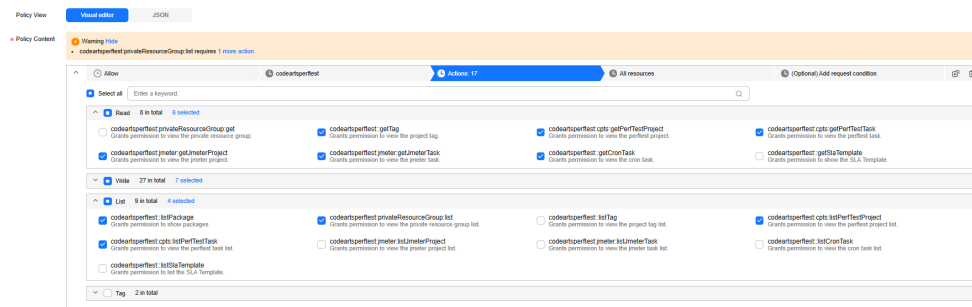 Policy View
Visual editor
JSON
* Policy Content
Warning Hide
• codeartsperftest:privateResourceGroup:list requires 1 more action.
Allow
codeartsperftest
Actions: 17
All resources
(Optional) Add request condition
Select all
Enter a keyword.
Read 8 in total 6 selected
codeartsperftest:privateResourceGroup:get
Grants permission to view the private resource group.
codeartsperftest::getTag
Grants permission to view the project tag.
codeartsperftest:cpts:getPerfTestProject
Grants permission to view the perftest project.
codeartsperftest:cpts:getPerfTestTask
Grants permission to view the perftest task.
codeartsperftest:jmeter:getJmeterProject
Grants permission to view the jmeter project.
codeartsperftest:jmeter:getJmeterTask
Grants permission to view the jmeter task.
codeartsperftest::getCronTask
Grants permission to view the cron task.
codeartsperftest::getSlaTemplate
Grants permission to show the SLA Template.
Write 27 in total 7 selected
List 9 in total 4 selected
codeartsperftest::listPackage
Grants permission to show packages.
codeartsperftest:privateResourceGroup:list
Grants permission to view the private resource group list.
codeartsperftest::listTag
Grants permission to view the project tag list.
codeartsperftest:cpts:listPerfTestProject
Grants permission to view the perftest project list.
codeartsperftest:cpts:listPerfTestTask
Grants permission to view the perftest task list.
codeartsperftest:jmeter:listJmeterProject
Grants permission to view the jmeter project list.
codeartsperftest:jmeter:listJmeterTask
Grants permission to view the jmeter task list.
codeartsperftest::listCronTask
Grants permission to view the cron task list.
codeartsperftest::listSlaTemplate
Grants permission to list the SLA Template.
Tag 2 in total